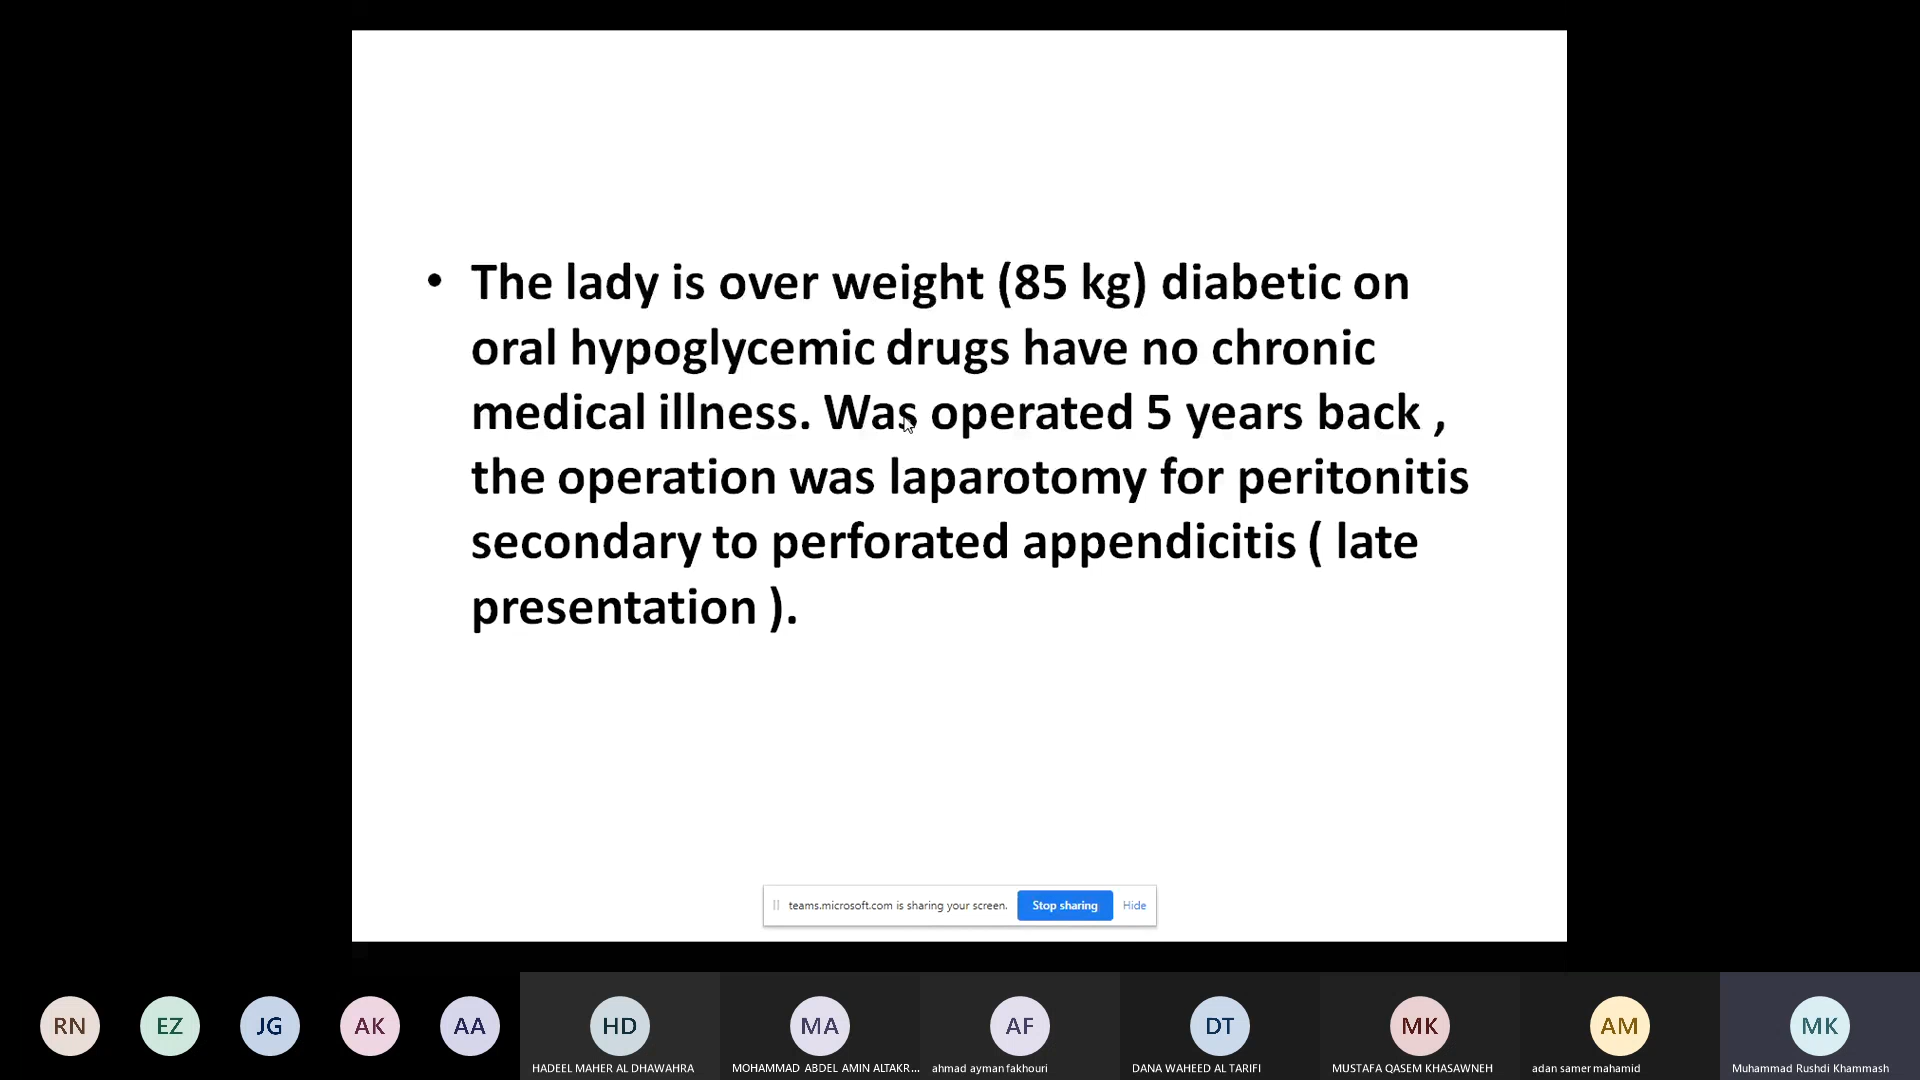 • The lady is over weight (85 kg) diabetic on
oral hypoglycemic drugs have no chronic
medical illness. Was operated 5 years back ,
the operation was laparotomy for peritonitis
secondary to perforated appendicitis ( late
presentation ).
teams.microsoft.com is sharing your screen. Stop sharing Hide
RN EZ JG AK AA HD MA AF DT MK AM MK
HADEEL MAHER AL DHAWAHRA MOHAMMAD ABDEL AMIN ALTAKR... ahmad ayman fakhouri DANA WAHEED AL TARIFI MUSTAFA QASEM KHASAWNEH adan samer mahamid Muhammad Rushdi Khammash